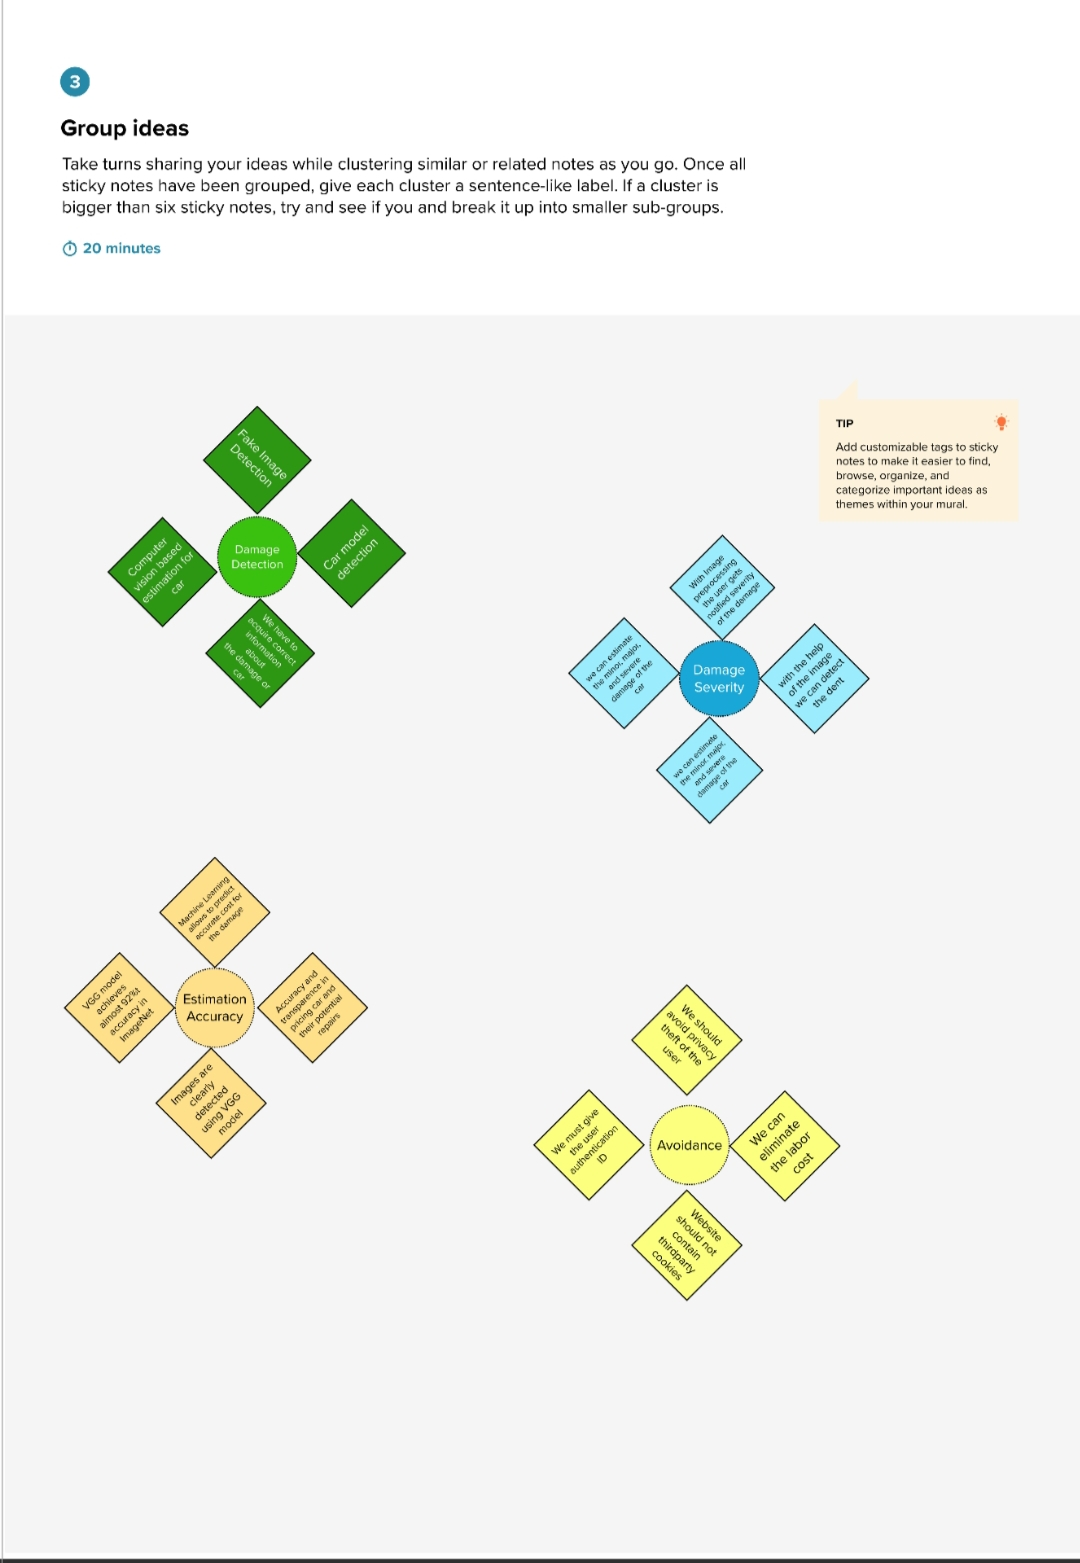 3
Group ideas
Take turns sharing your ideas while clustering similar or related notes as you go. Once all
sticky notes have been grouped, give each cluster a sentence-like label. If a cluster is
bigger than six sticky notes, try and see if you and break it up into smaller sub-groups.
20 minutes
TIP
Add customizable tags to sticky
notes to make it easier to find,
browse, organize, and
categorize important ideas as
themes within your mural.
Fake Image
Detection
Computer
vision based
estimation for
car
Damage
Detection
Car model
detection
We have to
acquire correct
information
about
the damage or
car
With Image
preprocessing
the user gets
notified severity
of the damage
we can estimate
the minor, major,
and severe
damage of the
car
Damage
Severity
with the help
of the image
we can detect
the dent
we can estimate
the minor, major,
and severe
damage of the
car
Machine Learning
allows to predict
accurate cost for
the damage
VGG model
achieves
almost 92%t
accuracy in
ImageNet
Estimation
Accuracy
Accuracy and
transparence in
pricing car and
their potential
repairs
Images are
clearly
detected
using VGG
model
We should
avoid privacy
theft of the
user
We must give
the user
authentication
ID
Avoidance
We can
eliminate
the labor
cost
Website
should not
contain
thirdparty
cookies